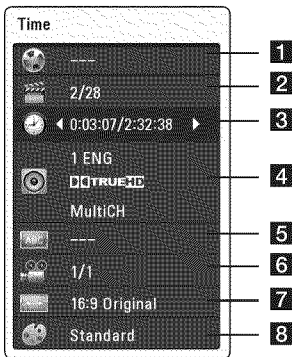 Time
--- 1
2/28 2
0:03:07/2:32:38 3
1 ENG
TRUEHD 4
MultiCH
ABC --- 5
1/1 6
16:9 Original 7
Standard 8